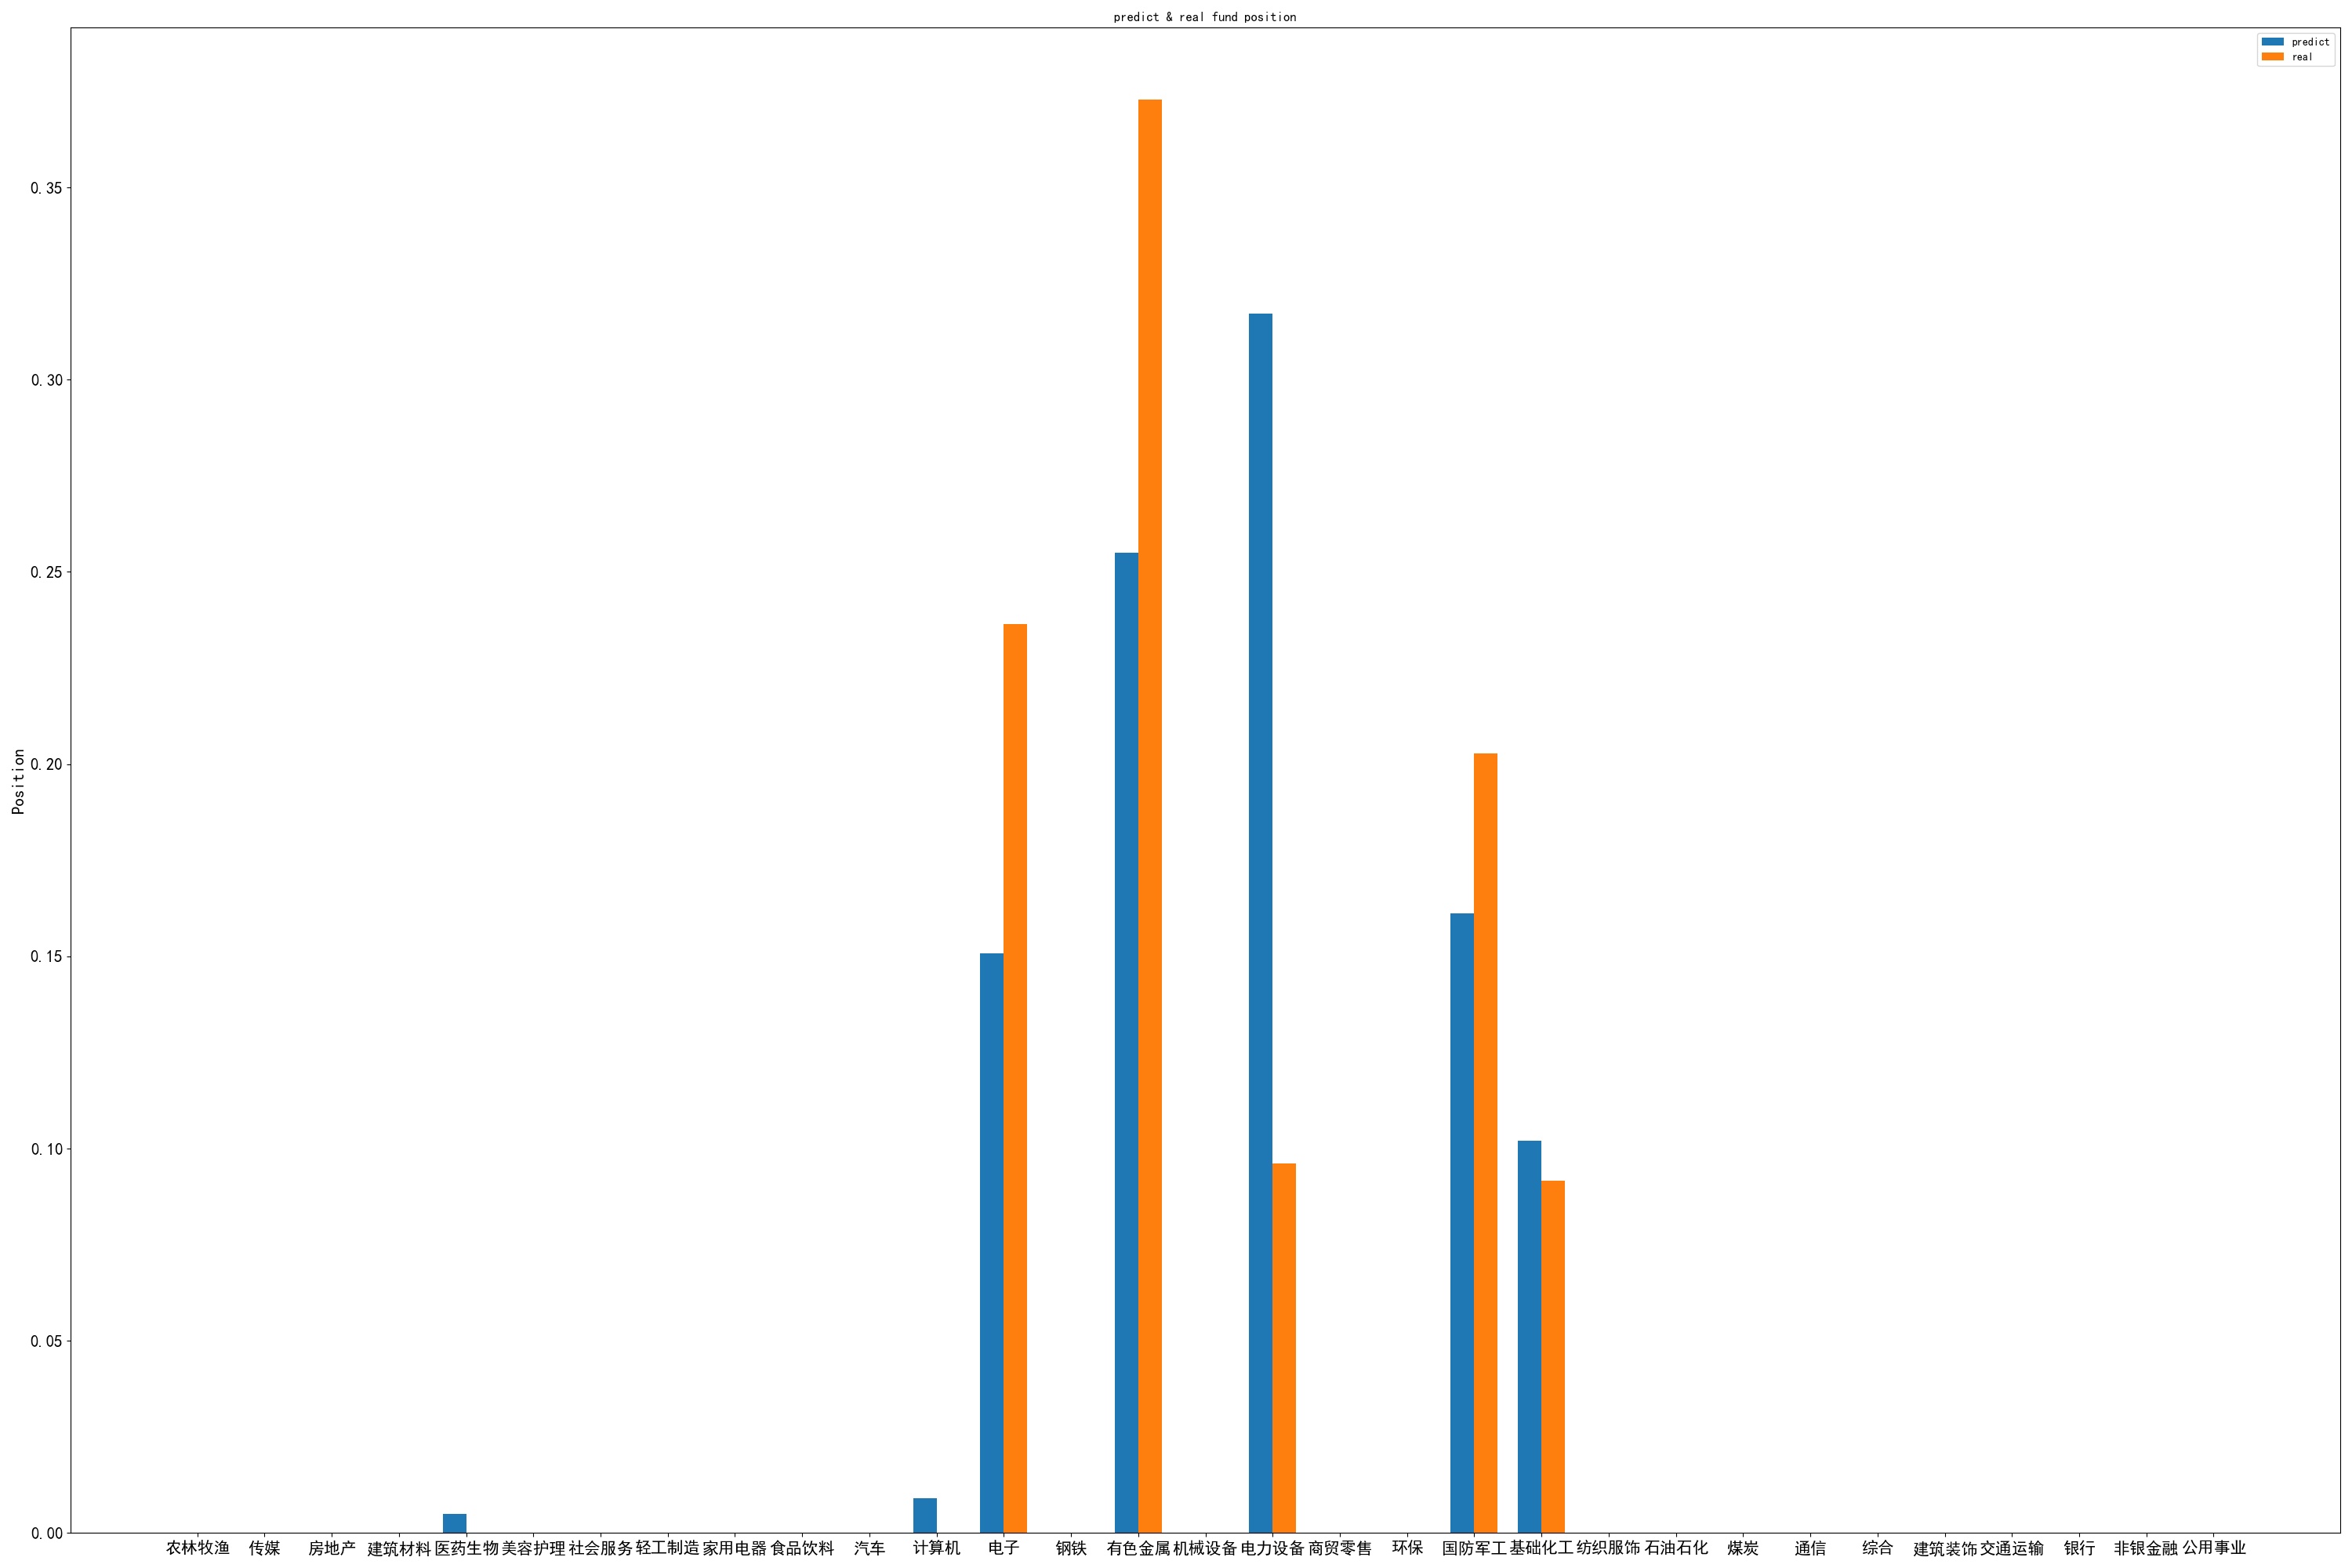 predict & real fund position
predict
real
0.35
0.30
0.25
0.20
0.15
0.10
0.05
0.00
Position
农林牧渔 传媒 房地产 建筑材料 医药生物 美容护理 社会服务 轻工制造 家用电器 食品饮料 汽车 计算机 电子 钢铁 有色金属 机械设备 电力设备 商贸零售 环保 国防军工 基础化工 纺织服饰 石油石化 煤炭 通信 综合 建筑装饰 交通运输 银行 非银金融 公用事业